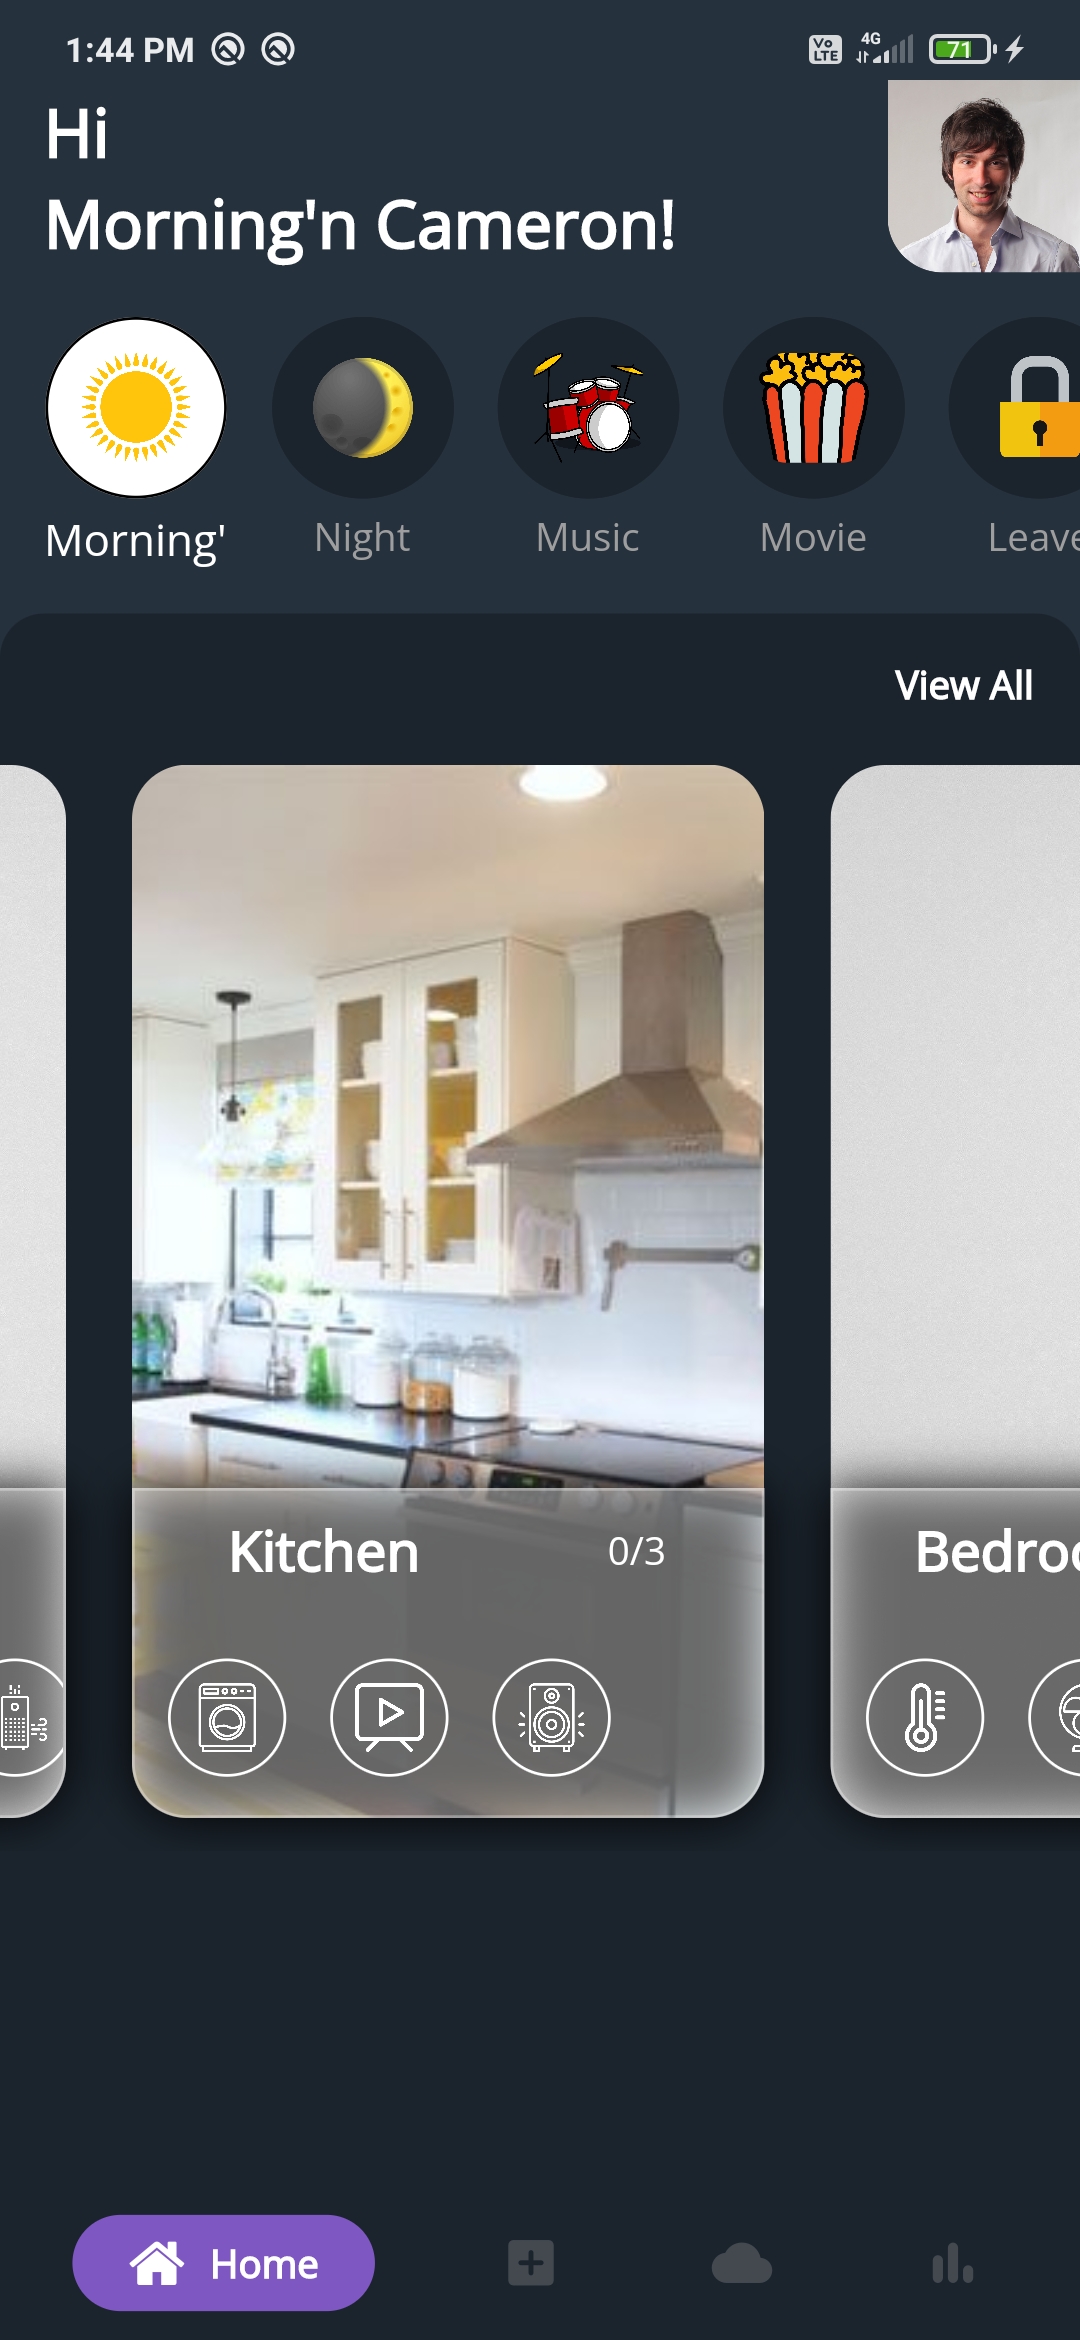 1:44 PM
Vo
LTE
4G
71
Hi
Morning'n Cameron!
Morning'
Night
Music
Movie
Leave
View All
Kitchen
0/3
Bedroo
Home